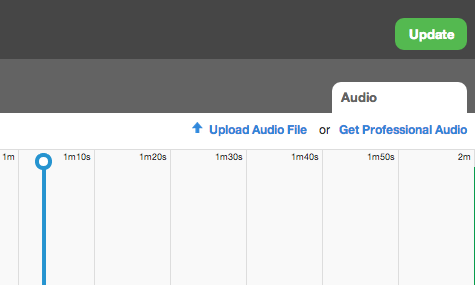 Update
Audio
Upload Audio File or Get Professional Audio
1m 1m10s 1m20s 1m30s 1m40s 1m50s 2m